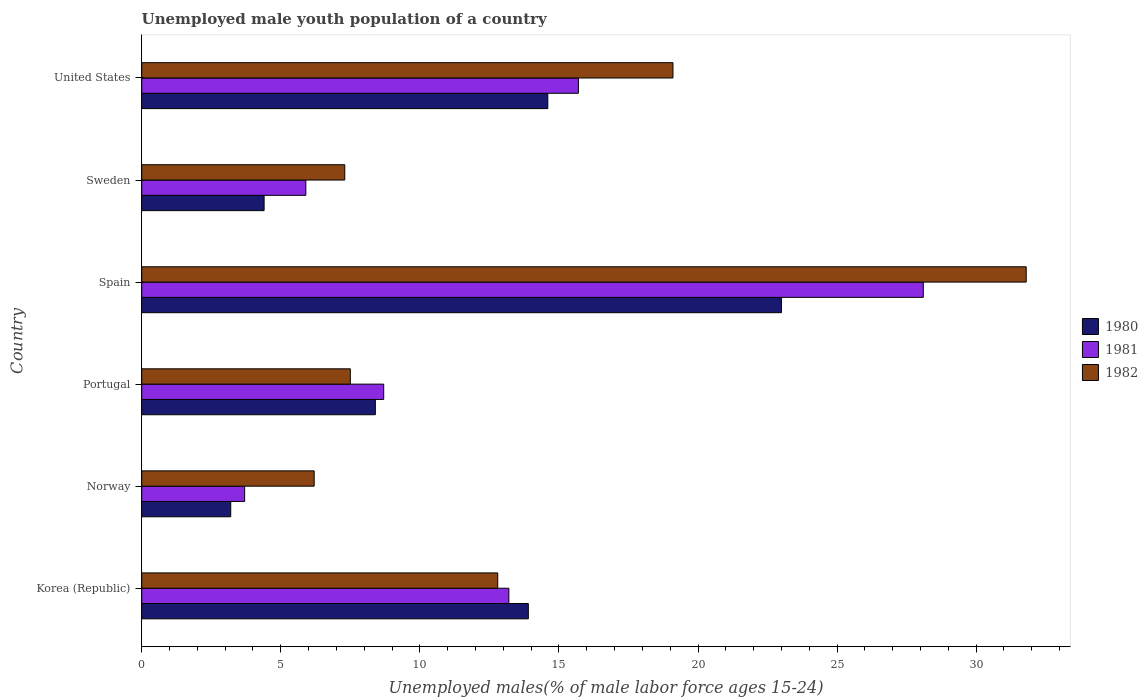 Unemployed male youth population of a country
United States
Sweden
Spain
Portugal
Norway
Korea (Republic)
Country
0 5 10 15 20 25 30
Unemployed males(% of male labor force ages 15-24)
1980
1981
1982